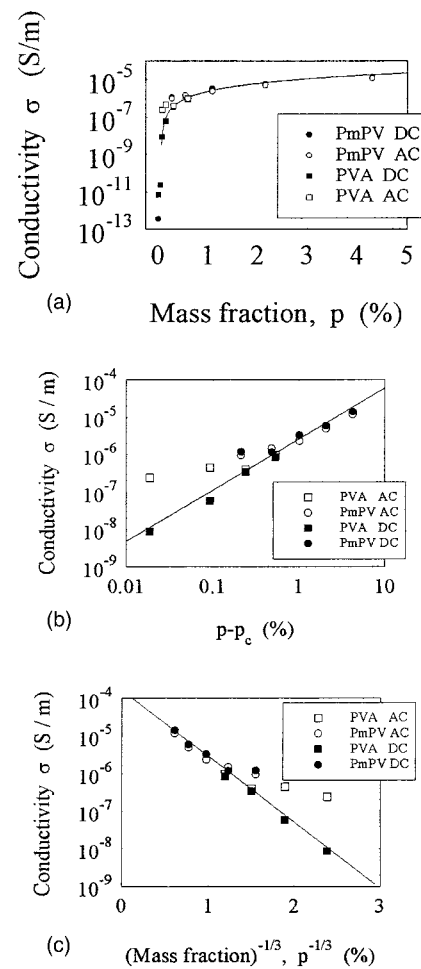 Conductivity σ (S/m)
10⁻⁵
10⁻⁷
10⁻⁹
10⁻¹¹
10⁻¹³
PmPV DC
PmPV AC
PVA DC
PVA AC
0 1 2 3 4 5
(a)
Mass fraction, p (%)
Conductivity σ (S / m)
10⁻⁴
10⁻⁵
10⁻⁶
10⁻⁷
10⁻⁸
10⁻⁹
PVA AC
PmPV AC
PVA DC
PmPV DC
0.01 0.1 1 10
(b)
p-p_c (%)
Conductivity σ (S / m)
10⁻⁴
10⁻⁵
10⁻⁶
10⁻⁷
10⁻⁸
10⁻⁹
PVA AC
PmPV AC
PVA DC
PmPV DC
0 1 2 3
(c)
(Mass fraction)⁻¹/³, p⁻¹/³ (%)